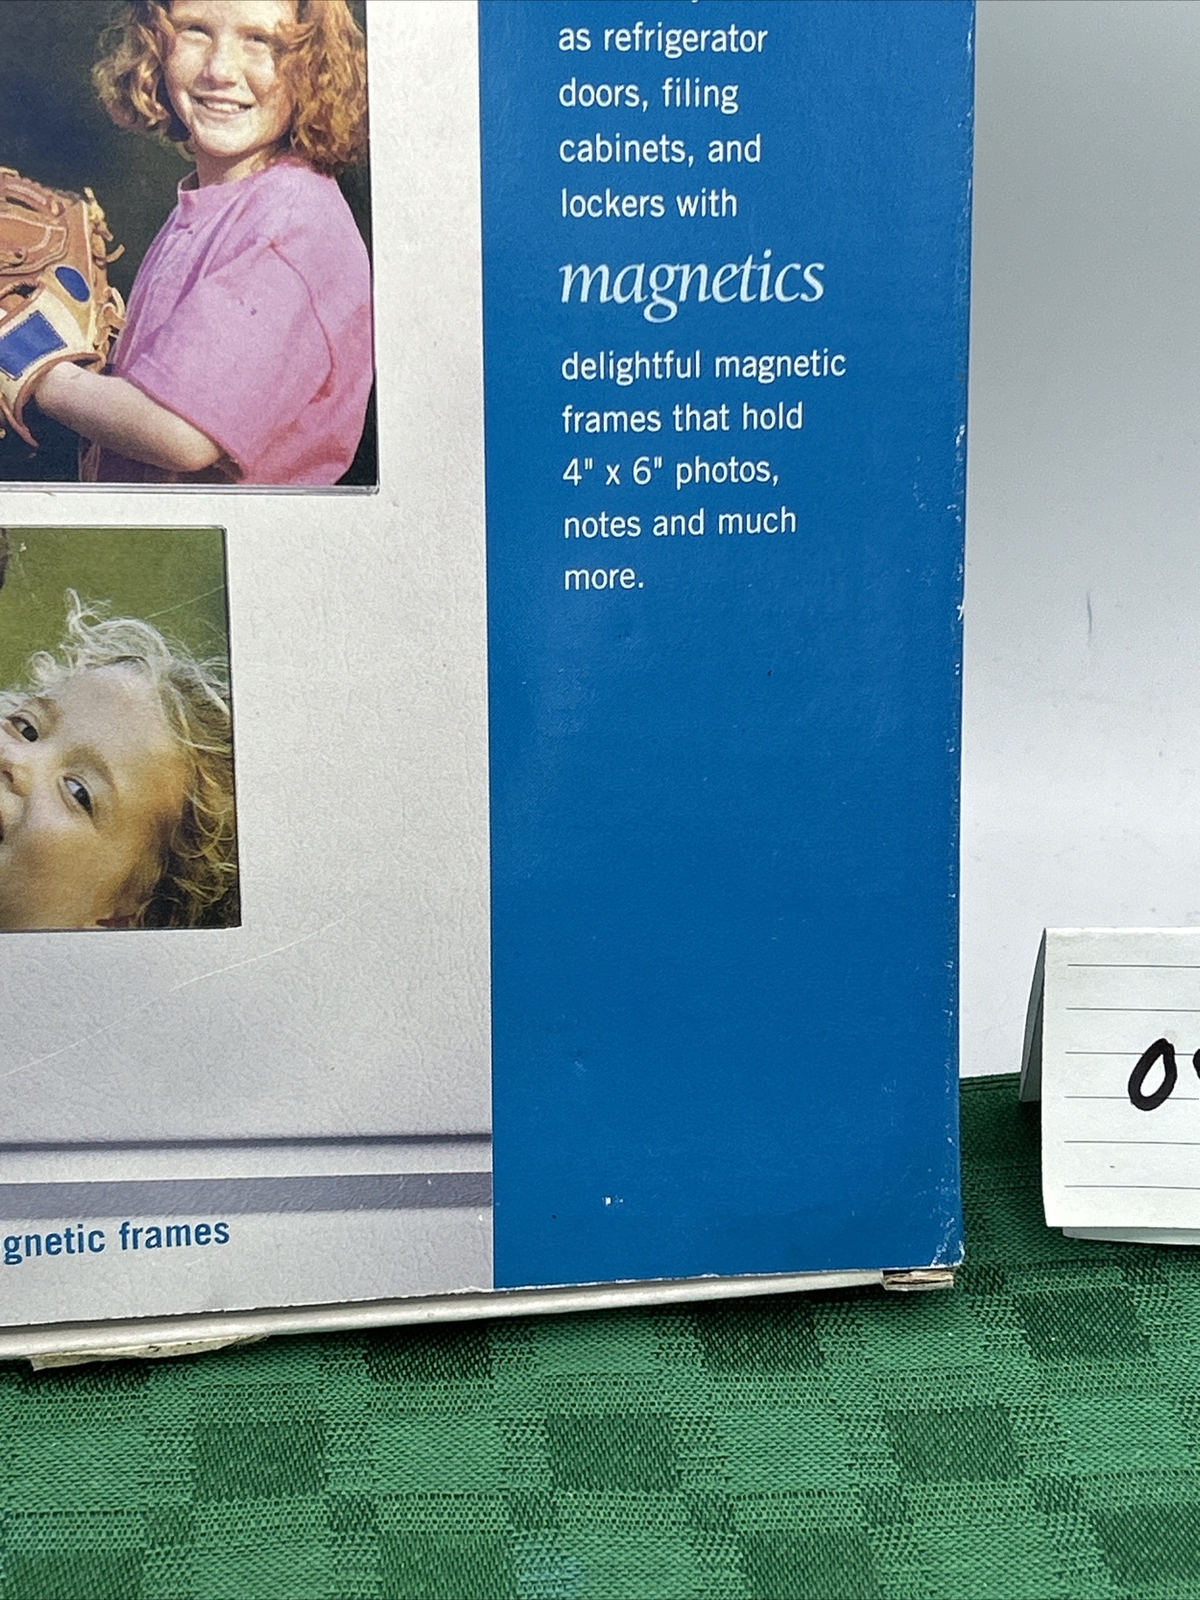 as refrigerator
doors, filing
cabinets, and
lockers with
magnetics
delightful magnetic
frames that hold
4" x 6" photos,
notes and much
more.
gnetic frames